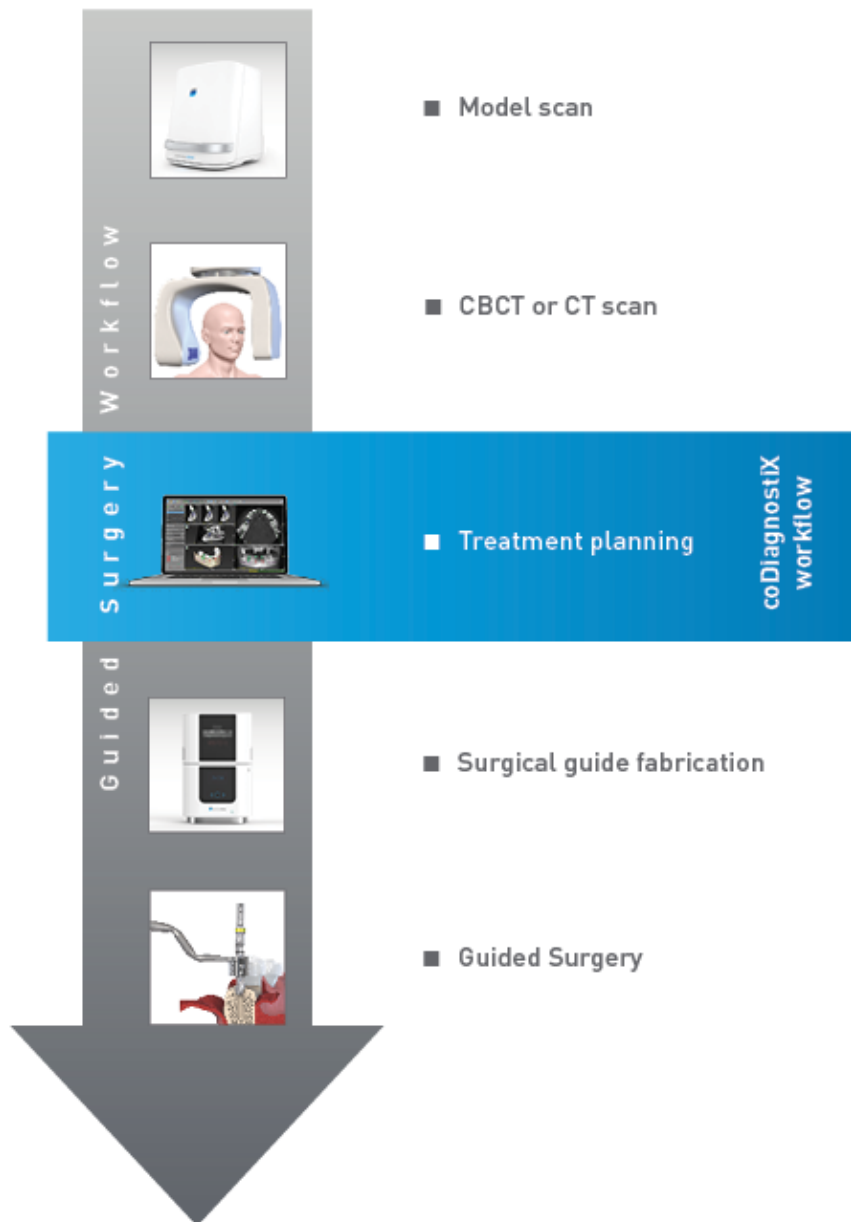 Guided Surgery Workflow
Model scan
CBCT or CT scan
Treatment planning
coDiagnostiX
workflow
Surgical guide fabrication
Guided Surgery